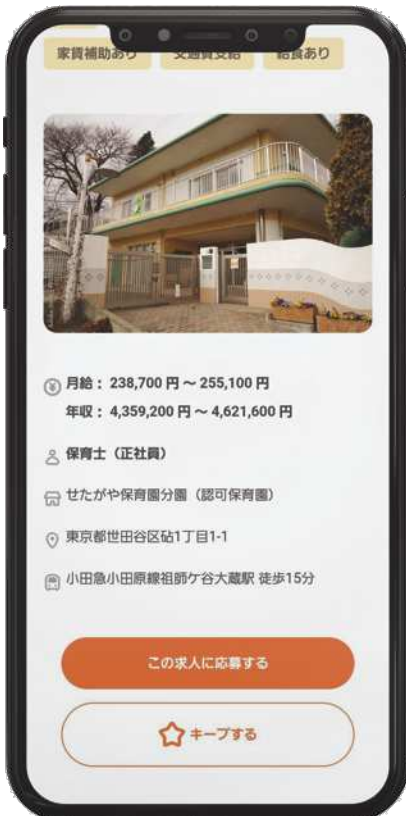 家賃補助あり 交通費支給 給食あり
月給： 238,700 円 ～ 255,100 円
年収： 4,359,200 円 ～ 4,621,600 円
保育士（正社員）
せたがや保育園分園（認可保育園）
東京都世田谷区砧1丁目1-1
小田急小田原線祖師ケ谷大蔵駅 徒歩15分
この求人に応募する
キープする